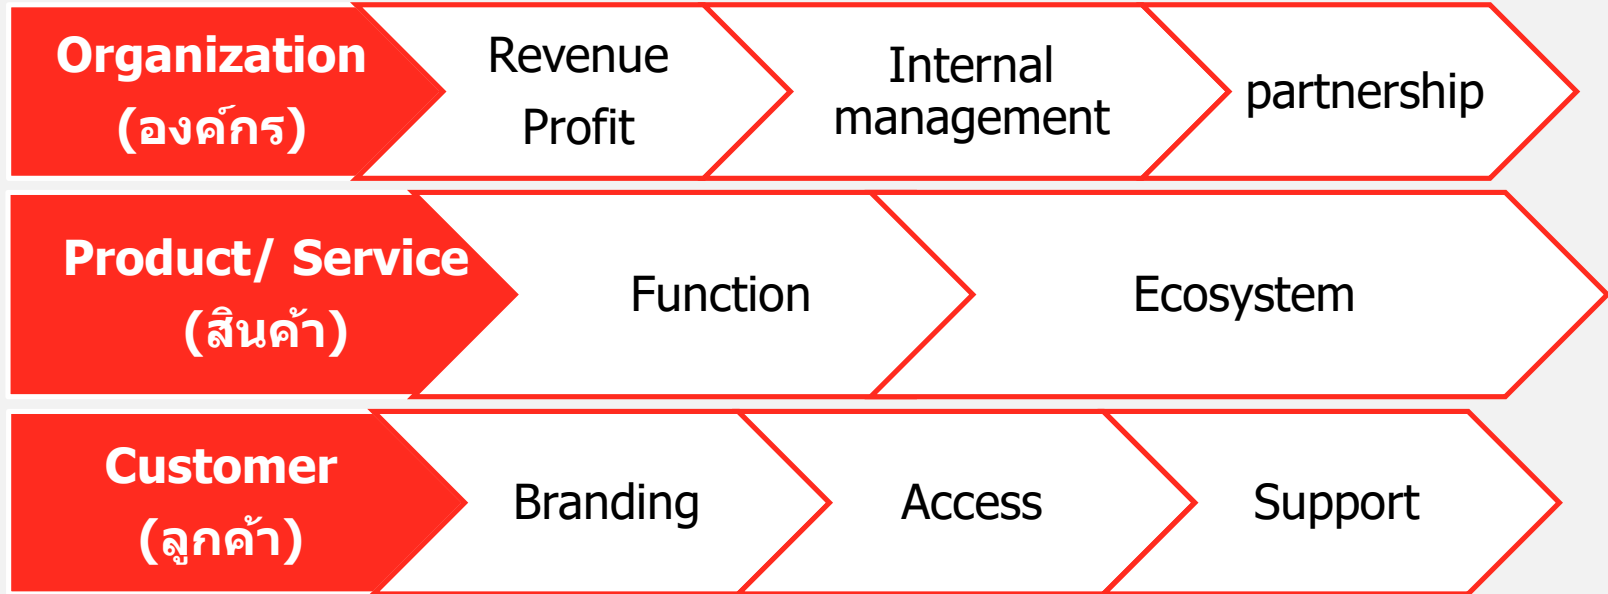 Organization
(องค์กร)
Revenue
Profit
Internal
management
partnership
Product/ Service
(สินค้า)
Function
Ecosystem
Customer
(ลูกค้า)
Branding
Access
Support